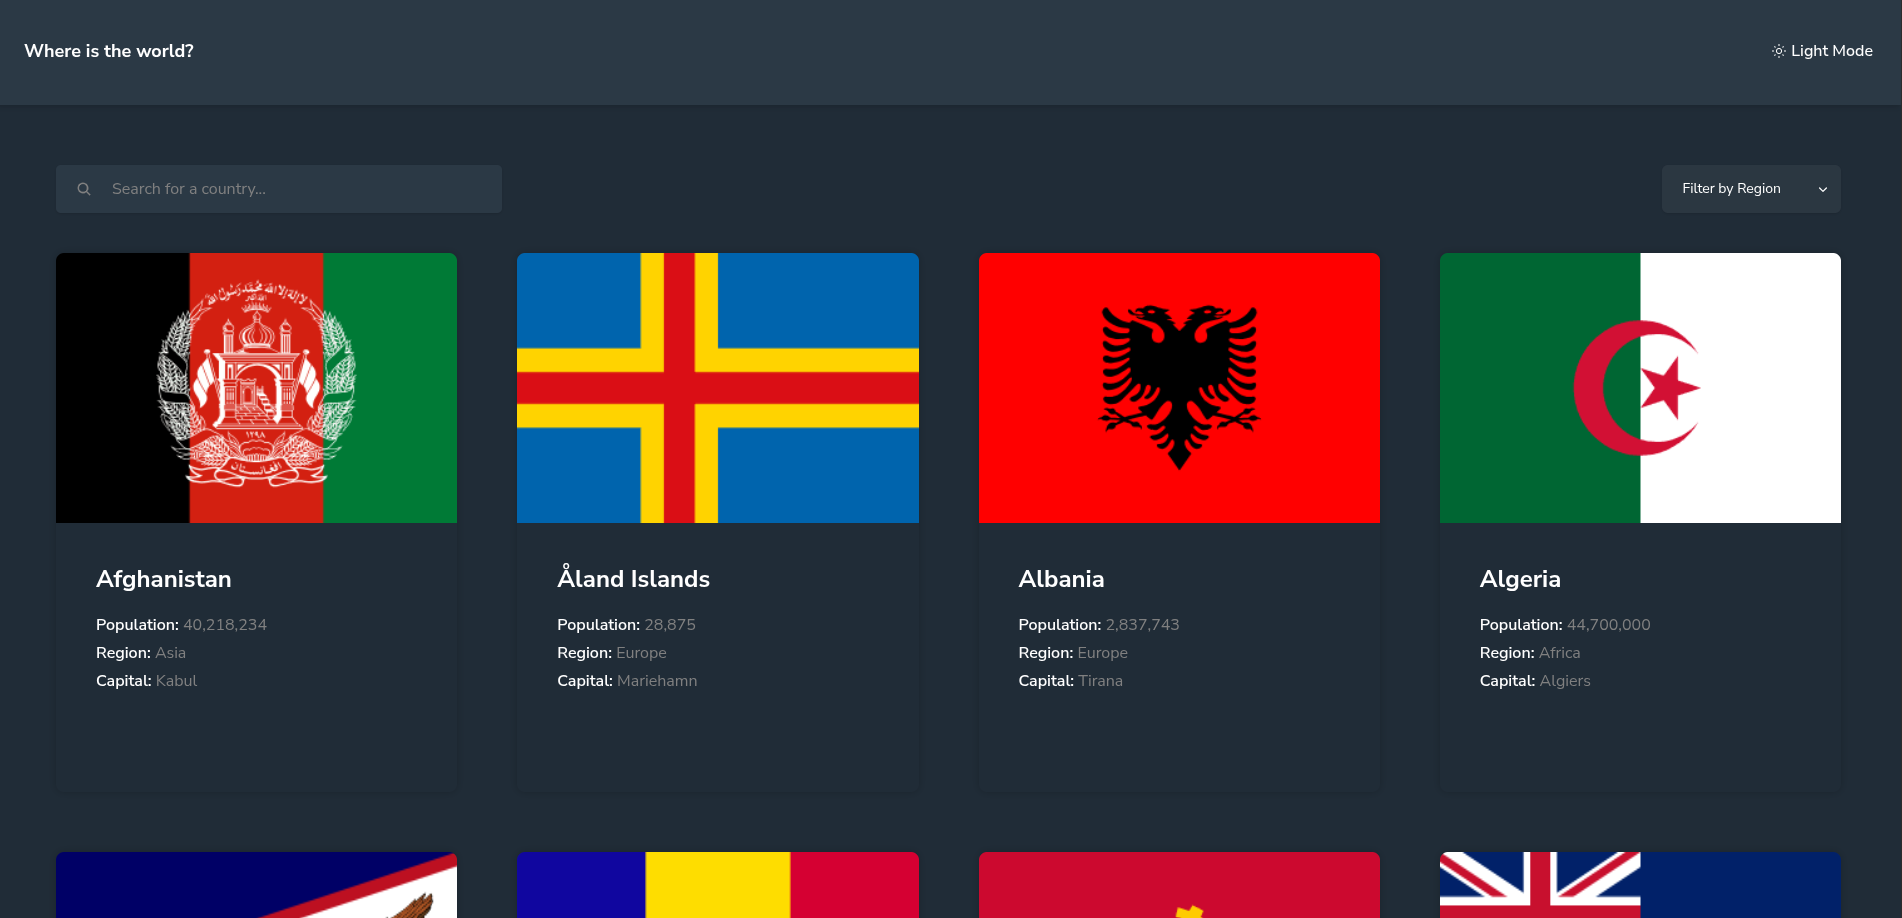 Where is the world?
Light Mode
Search for a country...
Filter by Region
Afghanistan
Population: 40,218,234
Region: Asia
Capital: Kabul
Åland Islands
Population: 28,875
Region: Europe
Capital: Mariehamn
Albania
Population: 2,837,743
Region: Europe
Capital: Tirana
Algeria
Population: 44,700,000
Region: Africa
Capital: Algiers